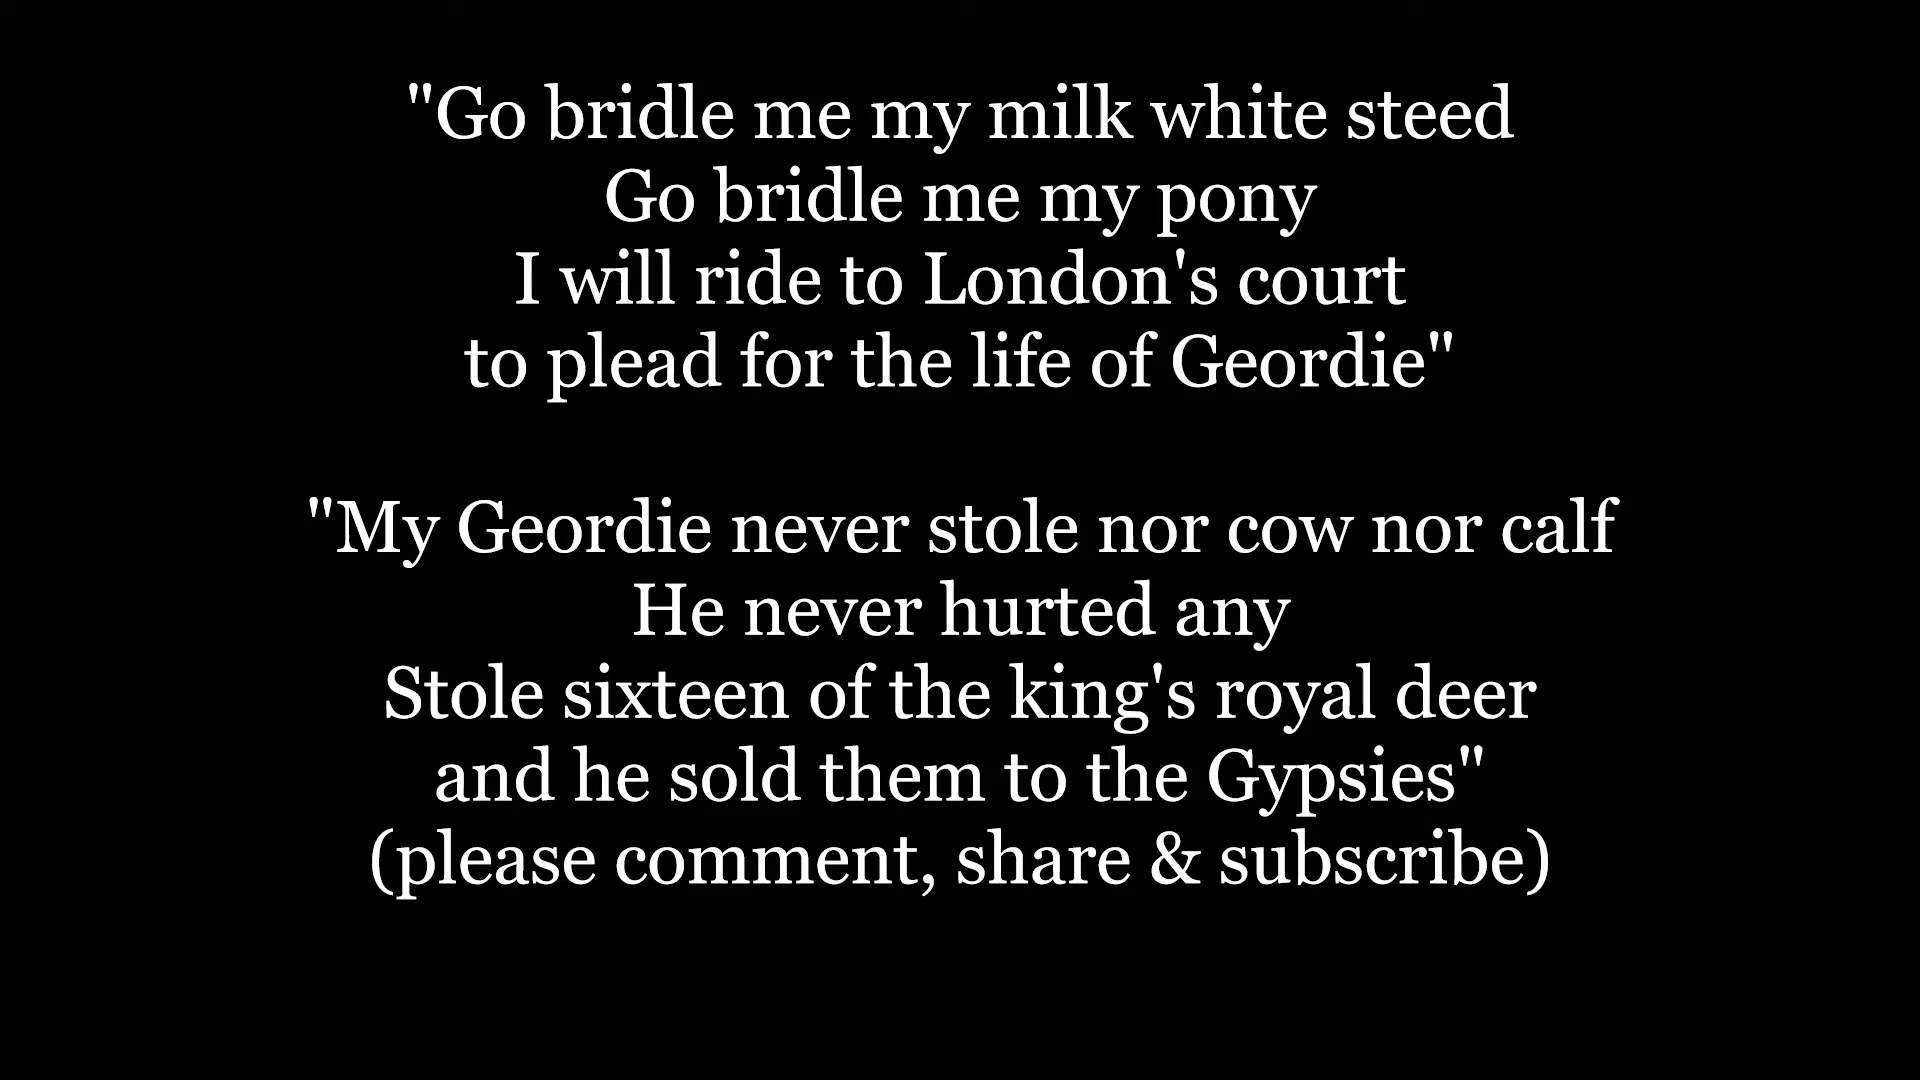 "Go bridle me my milk white steed
Go bridle me my pony
I will ride to London's court
to plead for the life of Geordie"
"My Geordie never stole nor cow nor calf
He never hurted any
Stole sixteen of the king's royal deer
and he sold them to the Gypsies"
(please comment, share & subscribe)